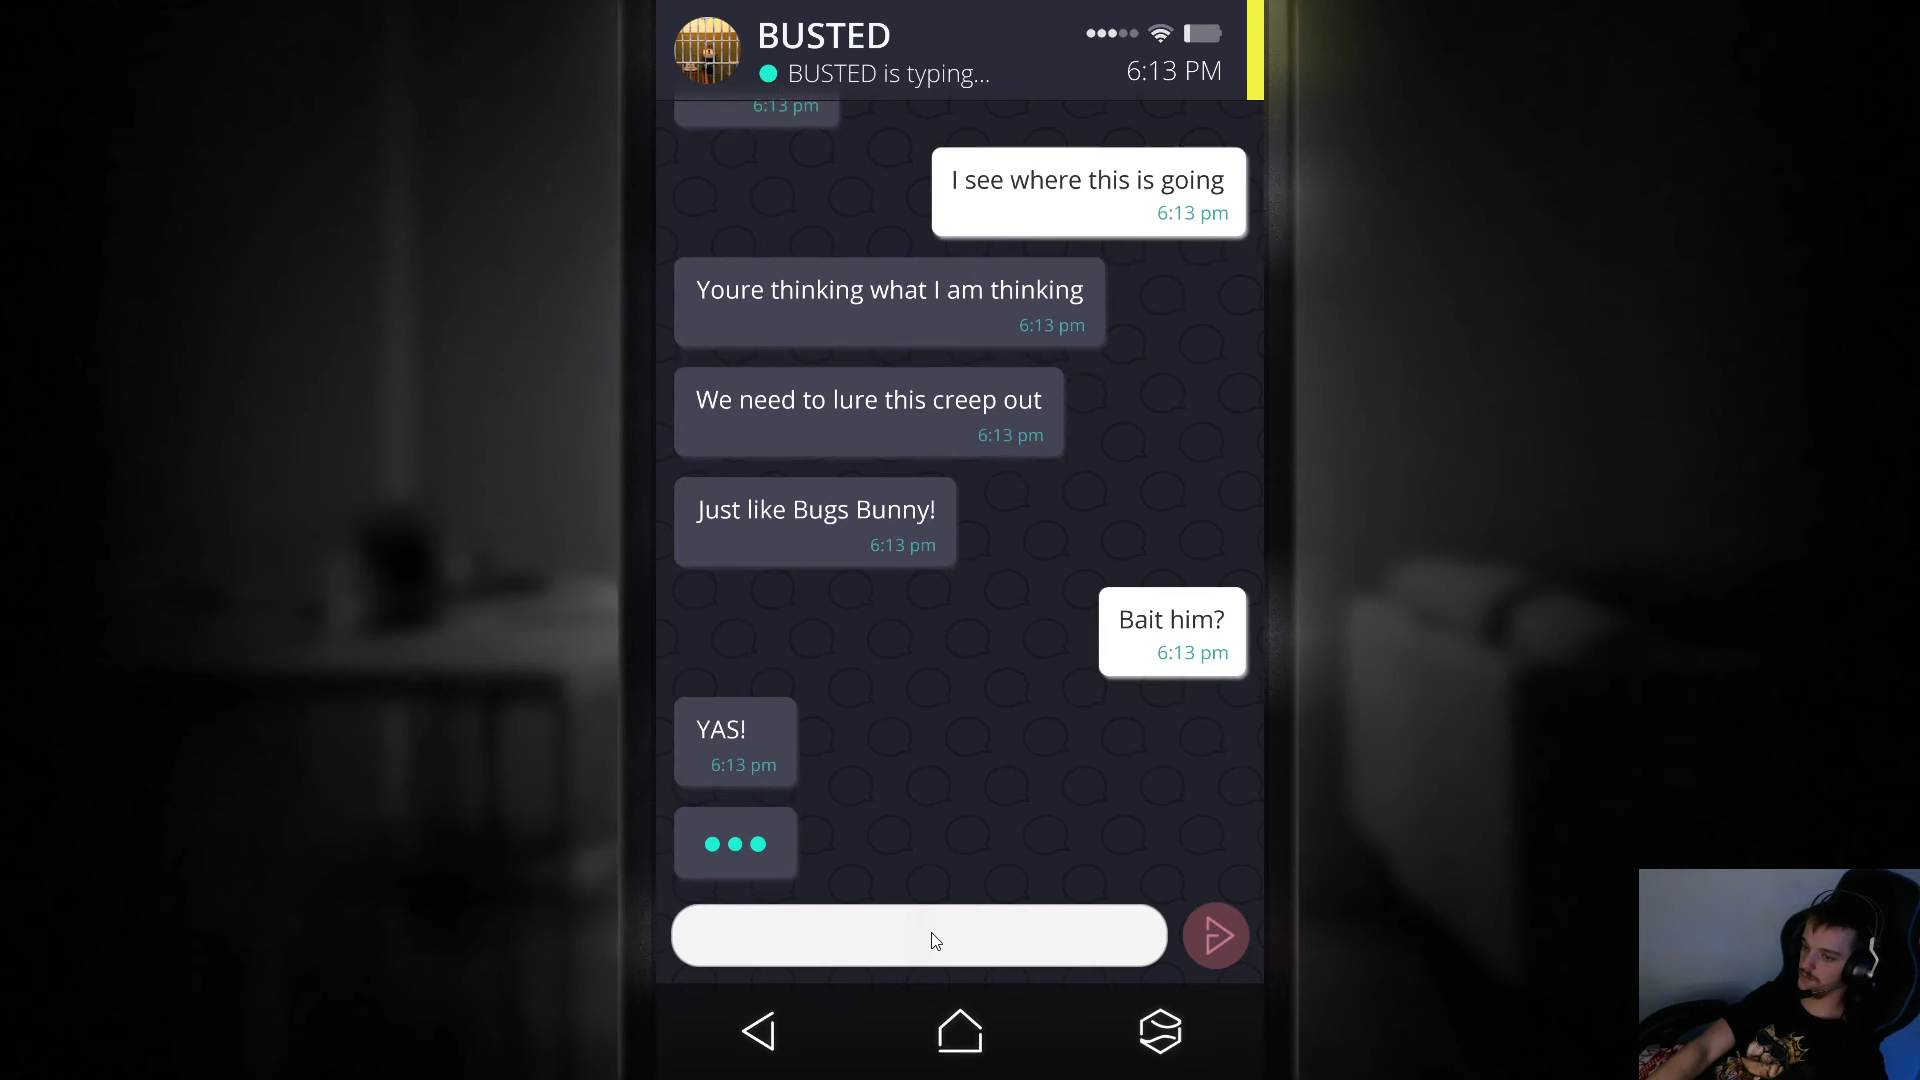 BUSTED
BUSTED is typing...
6:13 PM
6:13 pm
I see where this is going
6:13 pm
Youre thinking what I am thinking
6:13 pm
We need to lure this creep out
6:13 pm
Just like Bugs Bunny!
6:13 pm
Bait him?
6:13 pm
YAS!
6:13 pm